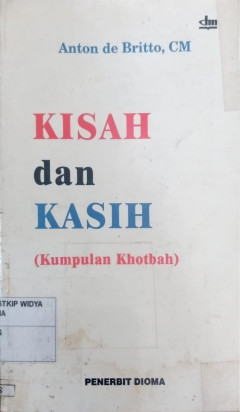 dm
Anton de Britto, CM
KISAH
dan
KASIH
(Kumpulan Khotbah)
STKIP WIDYA
PENERBIT DIOMA